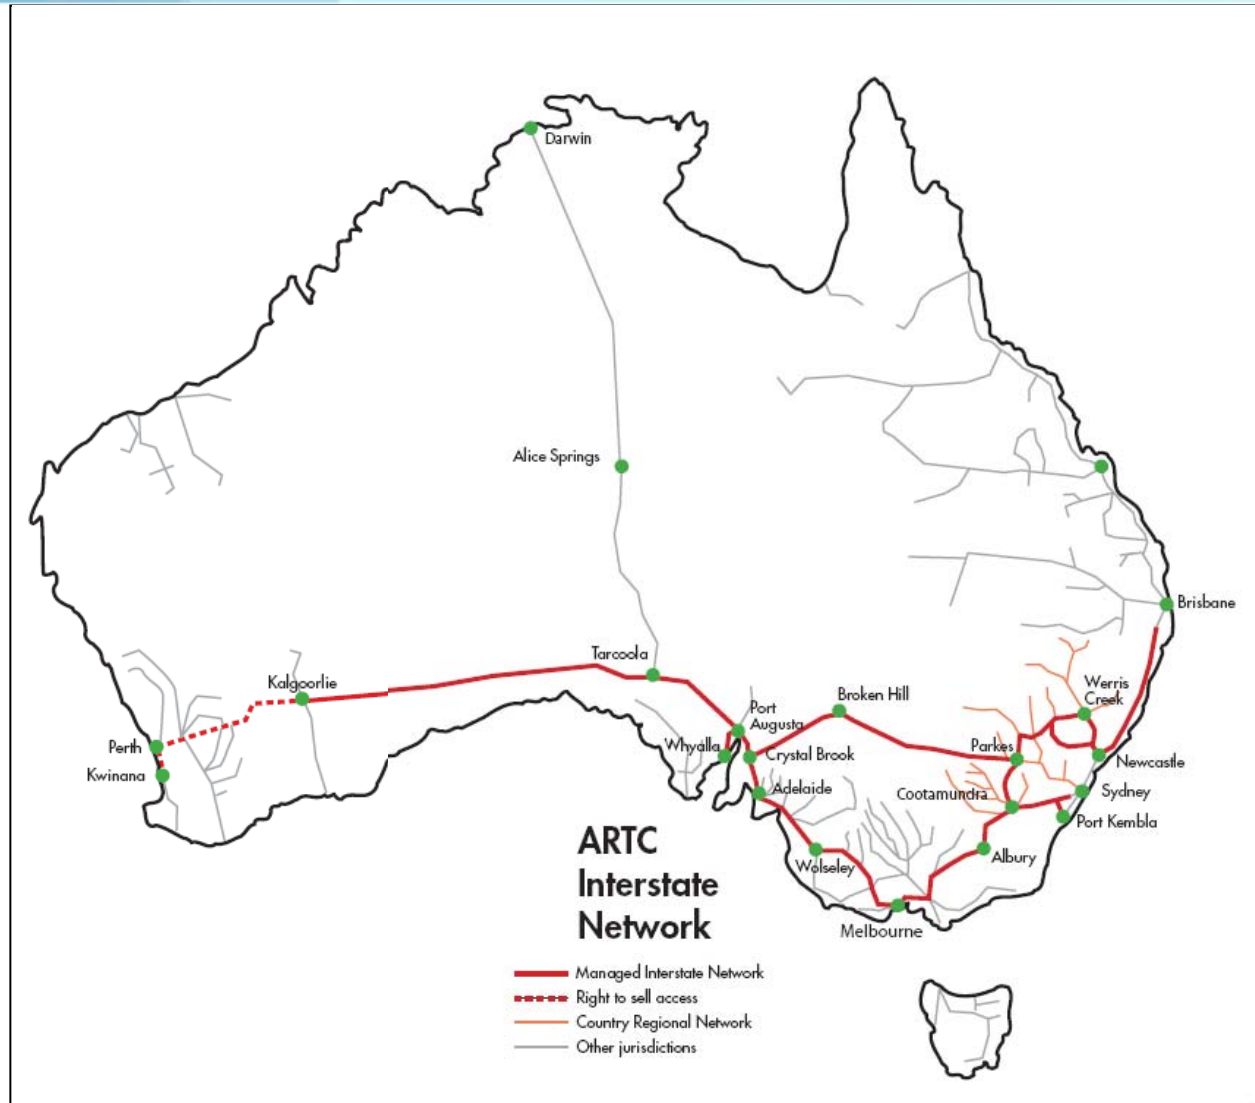 Darwin
Alice Springs
Brisbane
Tarcoola
Kalgoorlie
Werris
Creek
Broken Hill
Port
Augusta
Perth
Whyalla
Crystal Brook
Parkes
Newcastle
Kwinana
Adelaide
Cootamundra
Sydney
Port Kembla
Wolseley
Albury
Melbourne
ARTC
Interstate
Network
Managed Interstate Network
Right to sell access
Country Regional Network
Other jurisdictions